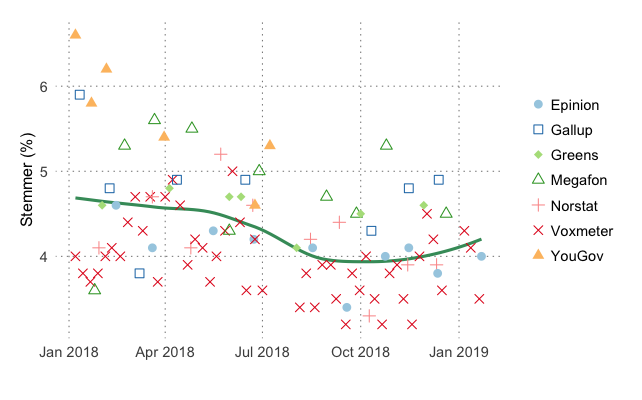 Stemmer (%)
6
5
4
Jan 2018
Apr 2018
Jul 2018
Oct 2018
Jan 2019
Epinion
Gallup
Greens
Megafon
Norstat
Voxmeter
YouGov